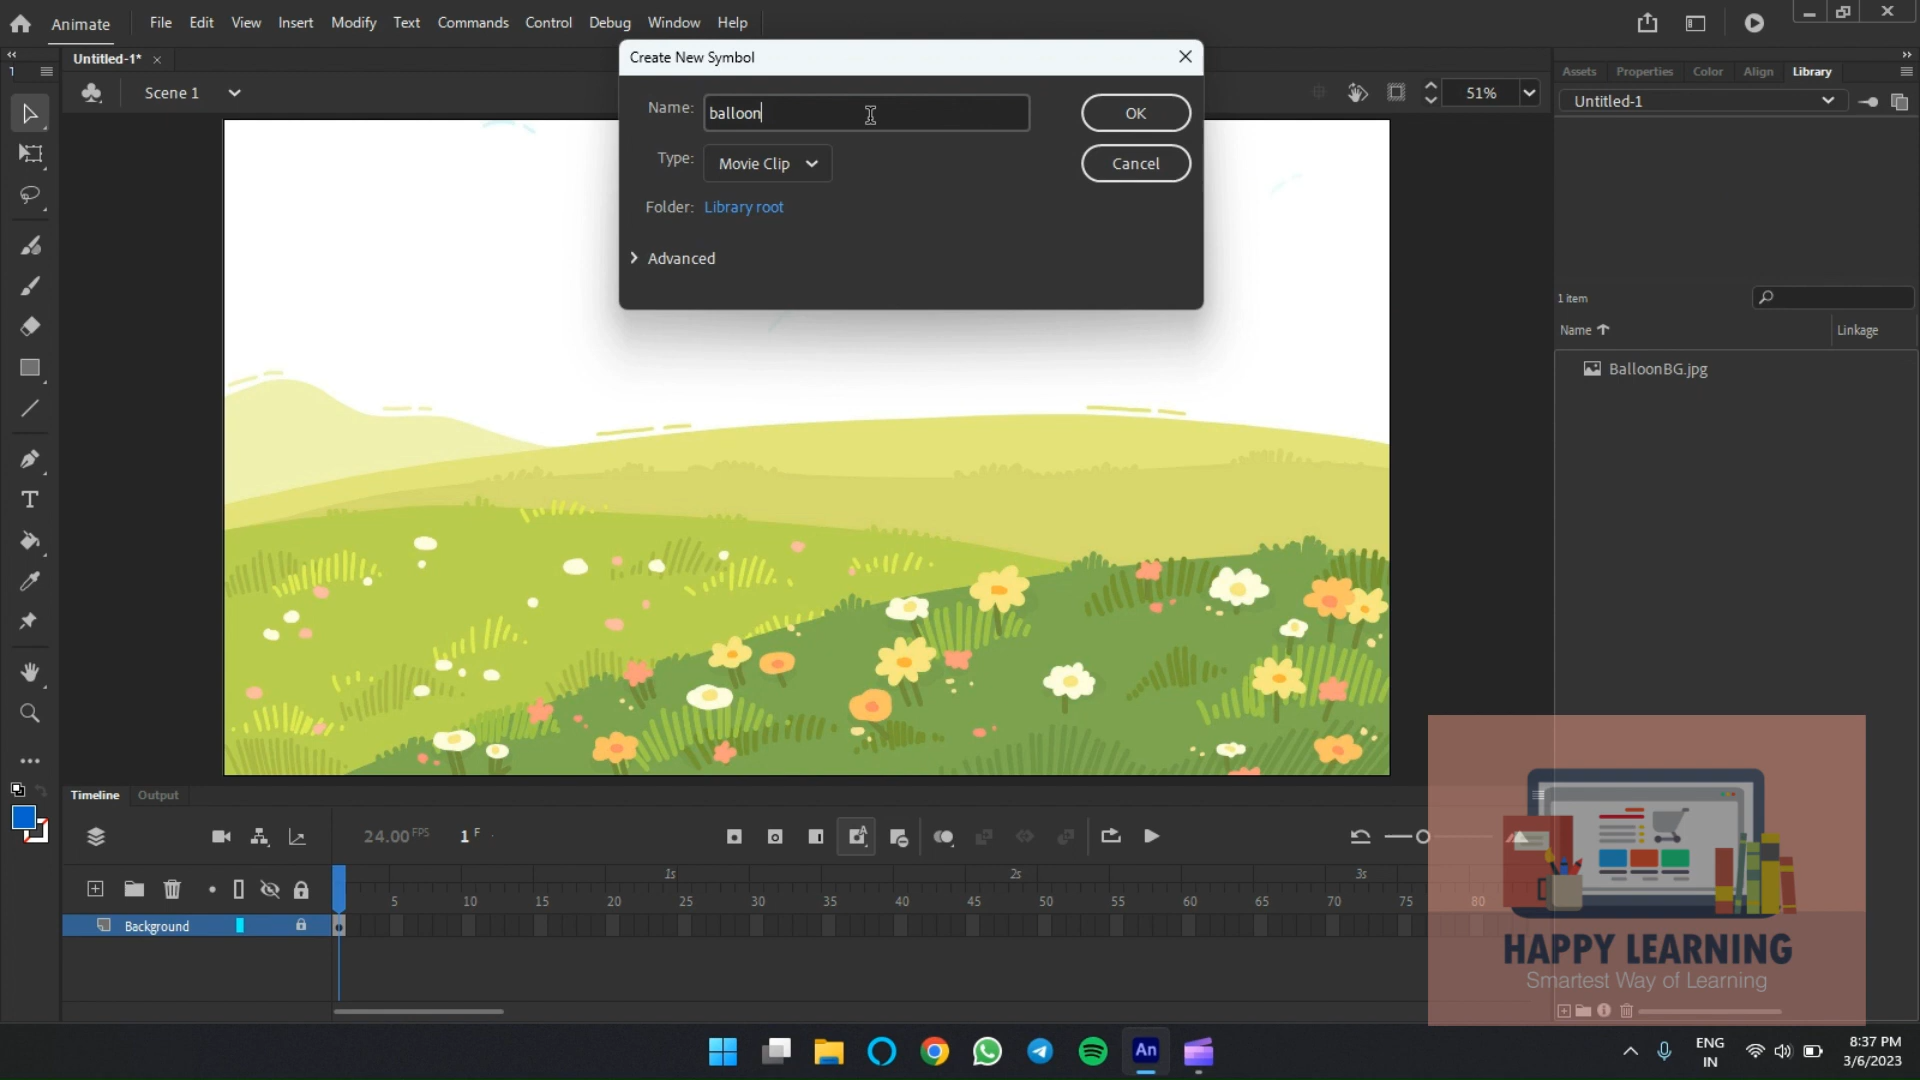 Animate File Edit View Insert Modify Text Commands Control Debug Window Help
Untitled-1*
Scene 1
51%
Create New Symbol
Name: balloon
OK
Type: Movie Clip
Cancel
Folder: Library root
Advanced
Assets Properties Color Align Library
Untitled-1
1 item
Name Linkage
BalloonBG.jpg
1
T
Timeline Output
24.00 FPS 1 F
1s 2s 3s
5 10 15 20 25 30 35 40 45 50 55 60 65 70 75 80
Background
HAPPY LEARNING
Smartest Way of Learning
An
ENG
IN
8:37 PM
3/6/2023